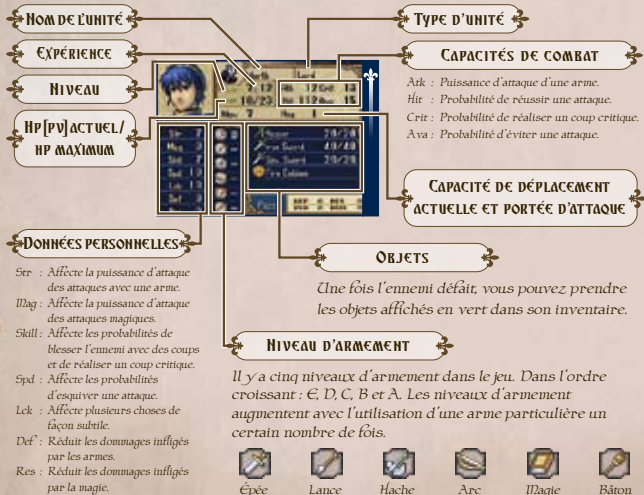 Nom de l'unité
Expérience
Niveau
Hp [PV] actuel/
hp maximum
Type d'unité
Capacités de combat
Atk : Puissance d'attaque d'une arme.
Hit : Probabilité de réussir une attaque.
Crit : Probabilité de réaliser un coup critique.
Ava : Probabilité d'éviter une attaque.
Capacité de déplacement
actuelle et portée d'attaque
Lord
Données personnelles
Str : Affecte la puissance d'attaque
des attaques avec une arme.
Mag : Affecte la puissance d'attaque
des attaques magiques.
Skill : Affecte les probabilités de
blesser l'ennemi avec des coups
et de réaliser un coup critique.
Spd : Affecte les probabilités
d'esquiver une attaque.
Lck : Affecte plusieurs choses de
façon subtile.
Def : Réduit les dommages infligés
par les armes.
Res : Réduit les dommages infligés
par la magie.
Objets
Une fois l'ennemi défait, vous pouvez prendre
les objets affichés en vert dans son inventaire.
Niveau d'armement
Il y a cinq niveaux d'armement dans le jeu. Dans l'ordre
croissant : E, D, C, B et A. Les niveaux d'armement
augmentent avec l'utilisation d'une arme particulière un
certain nombre de fois.
Épée Lance Hache Arc Magie Bâton